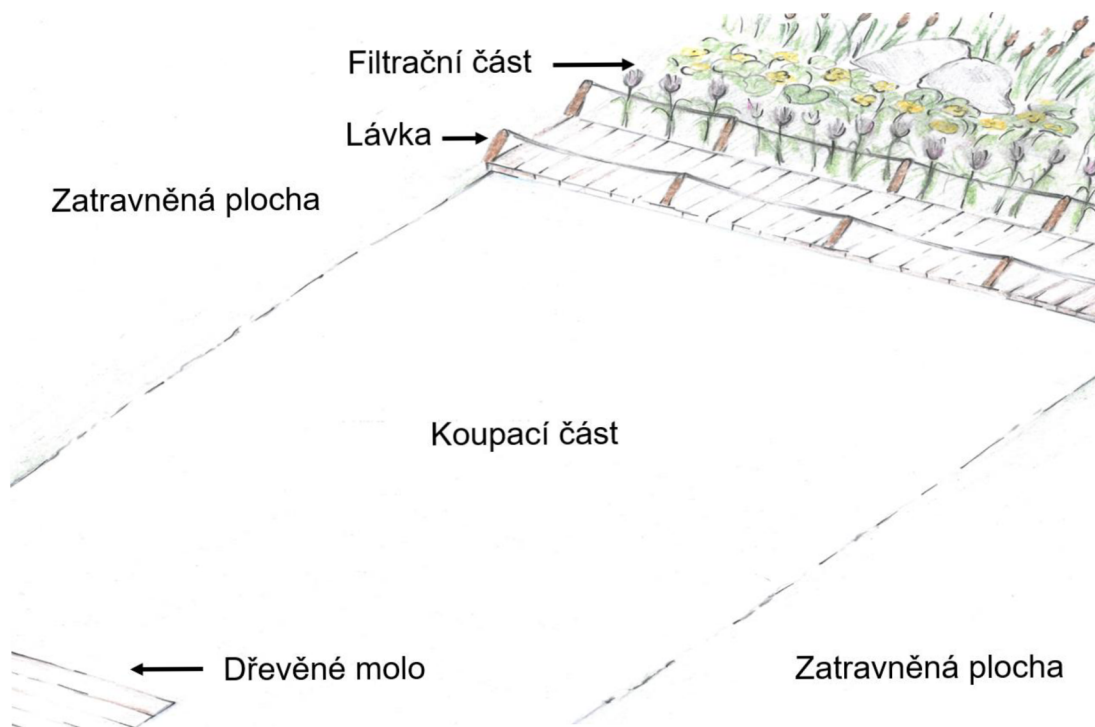 Filtrační část
Lávka
Zatravněná plocha
Koupací část
Dřevěné molo
Zatravněná plocha